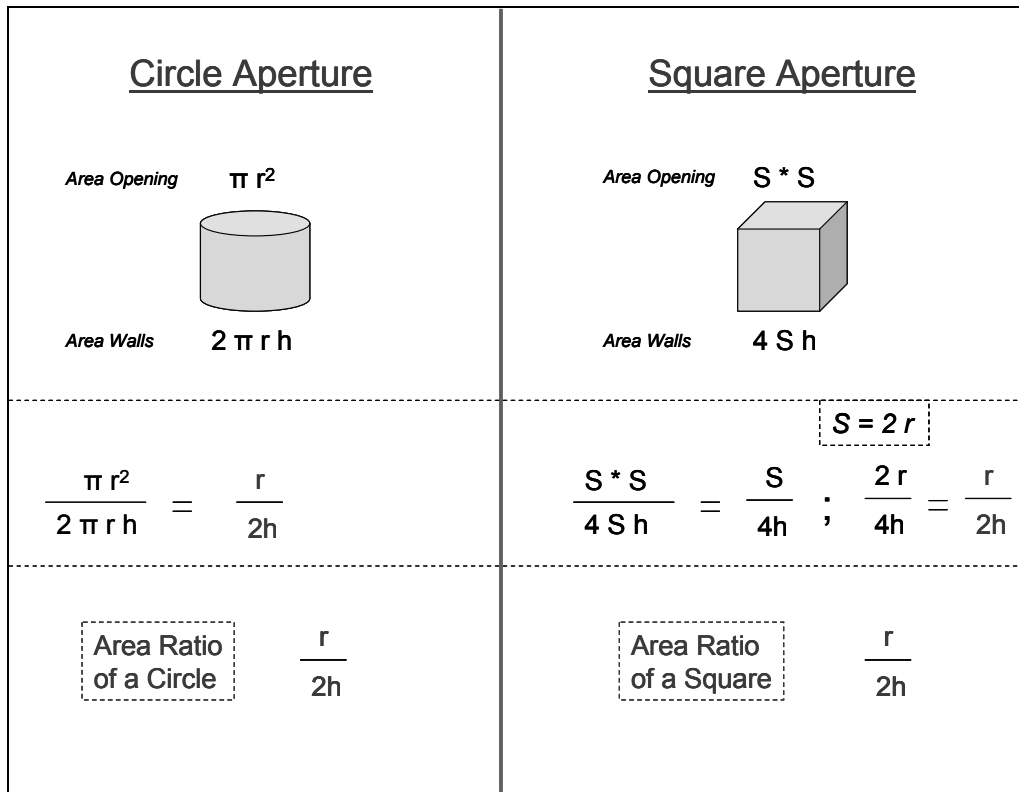 Circle Aperture
Area Opening π r²
Area Walls 2 π r h
π r²
2 π r h
=
r
2h
Area Ratio
of a Circle
r
2h
Square Aperture
Area Opening S * S
Area Walls 4 S h
S = 2 r
S * S
4 S h
=
S
4h
;
2 r
4h
=
r
2h
Area Ratio
of a Square
r
2h